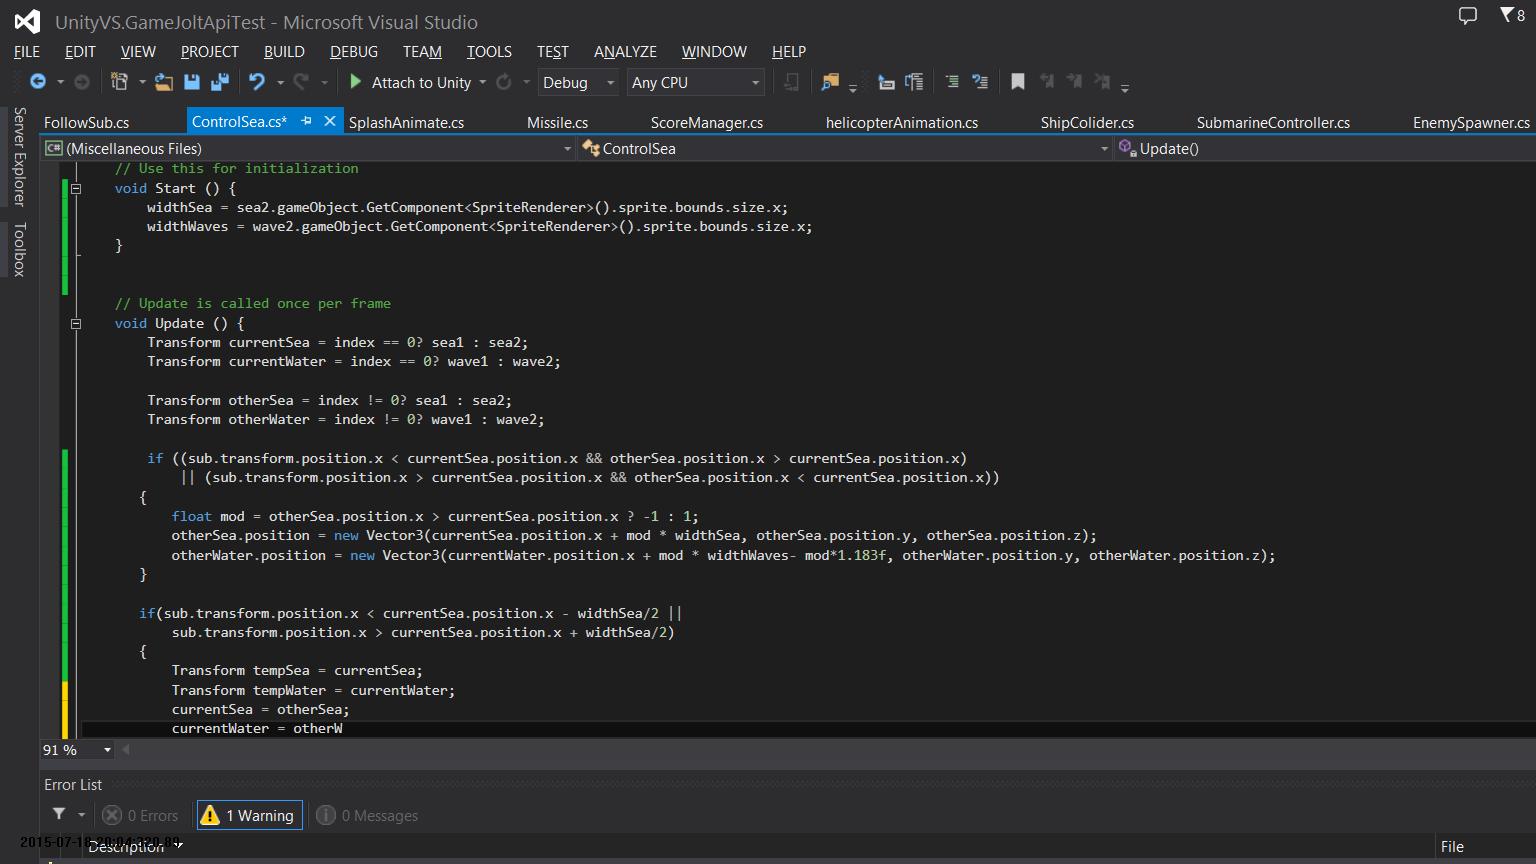 UnityVS.GameJoltApiTest - Microsoft Visual Studio
8
FILE EDIT VIEW PROJECT BUILD DEBUG TEAM TOOLS TEST ANALYZE WINDOW HELP
Attach to Unity Debug Any CPU
Server Explorer
Toolbox
FollowSub.cs ControlSea.cs* SplashAnimate.cs Missile.cs ScoreManager.cs helicopterAnimation.cs ShipColider.cs SubmarineController.cs EnemySpawner.cs
C# (Miscellaneous Files) ControlSea Update()
// Use this for initialization
void Start () {
widthSea = sea2.gameObject.GetComponent<SpriteRenderer>().sprite.bounds.size.x;
widthWaves = wave2.gameObject.GetComponent<SpriteRenderer>().sprite.bounds.size.x;
}
// Update is called once per frame
void Update () {
Transform currentSea = index == 0? sea1 : sea2;
Transform currentWater = index == 0? wave1 : wave2;
Transform otherSea = index != 0? sea1 : sea2;
Transform otherWater = index != 0? wave1 : wave2;
if ((sub.transform.position.x < currentSea.position.x && otherSea.position.x > currentSea.position.x)
|| (sub.transform.position.x > currentSea.position.x && otherSea.position.x < currentSea.position.x))
{
float mod = otherSea.position.x > currentSea.position.x ? -1 : 1;
otherSea.position = new Vector3(currentSea.position.x + mod * widthSea, otherSea.position.y, otherSea.position.z);
otherWater.position = new Vector3(currentWater.position.x + mod * widthWaves- mod*1.183f, otherWater.position.y, otherWater.position.z);
}
if(sub.transform.position.x < currentSea.position.x - widthSea/2 ||
sub.transform.position.x > currentSea.position.x + widthSea/2)
{
Transform tempSea = currentSea;
Transform tempWater = currentWater;
currentSea = otherSea;
currentWater = otherW
91 %
Error List
0 Errors 1 Warning 0 Messages
Description File